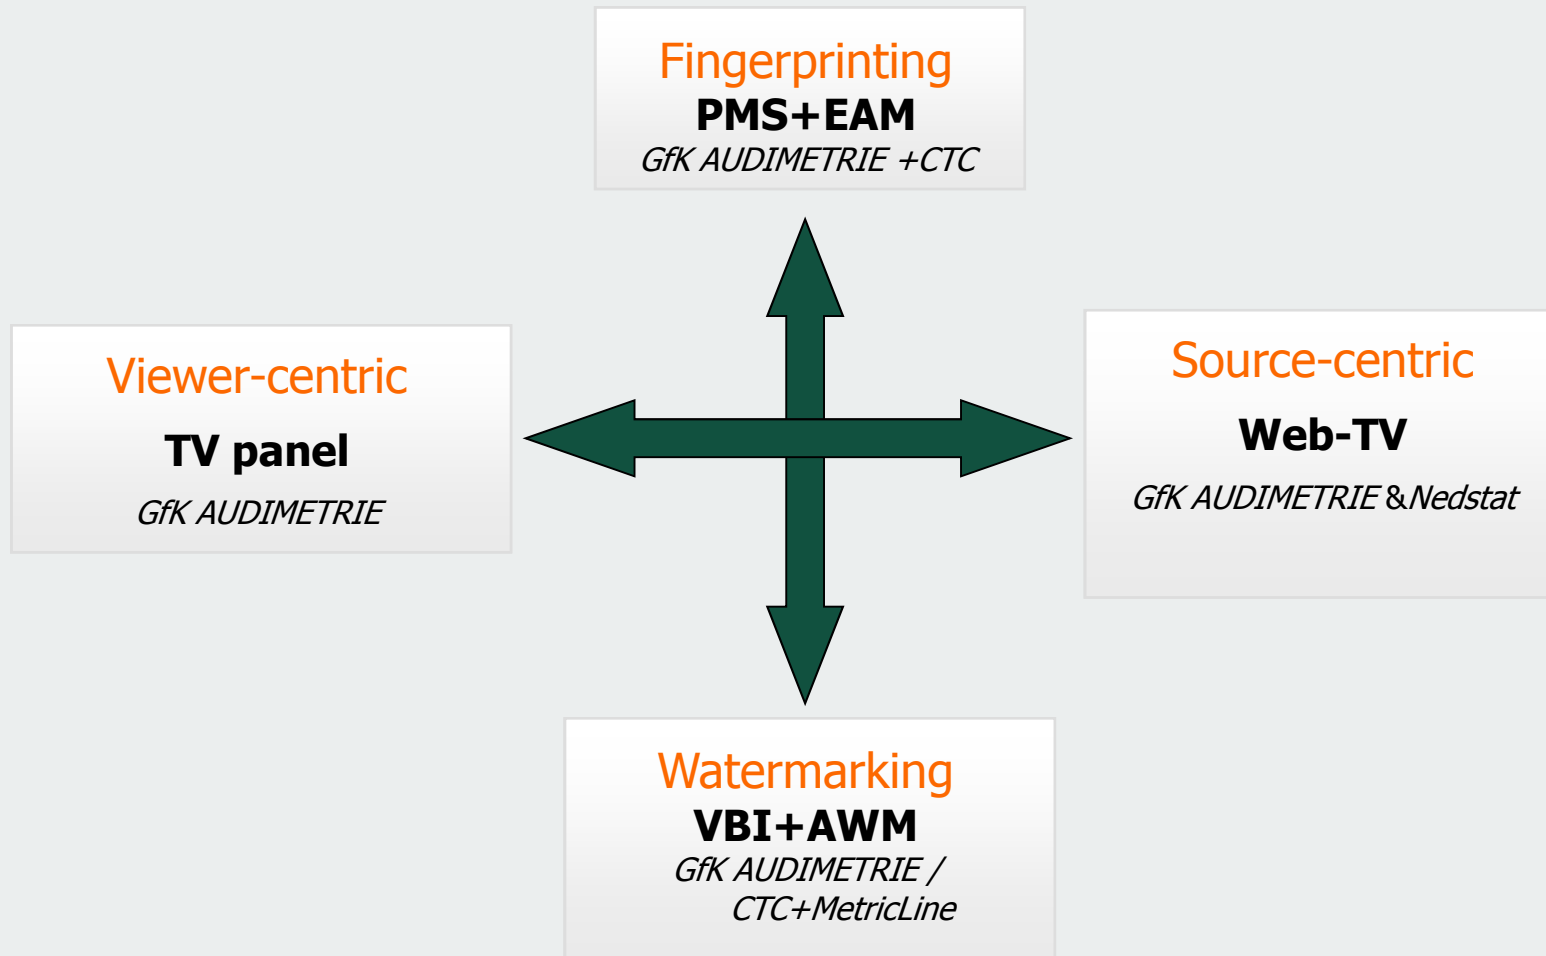 Fingerprinting
PMS+EAM
GfK AUDIMETRIE +CTC
Viewer-centric
TV panel
GfK AUDIMETRIE
Source-centric
Web-TV
GfK AUDIMETRIE &Nedstat
Watermarking
VBI+AWM
GfK AUDIMETRIE /
CTC+MetricLine